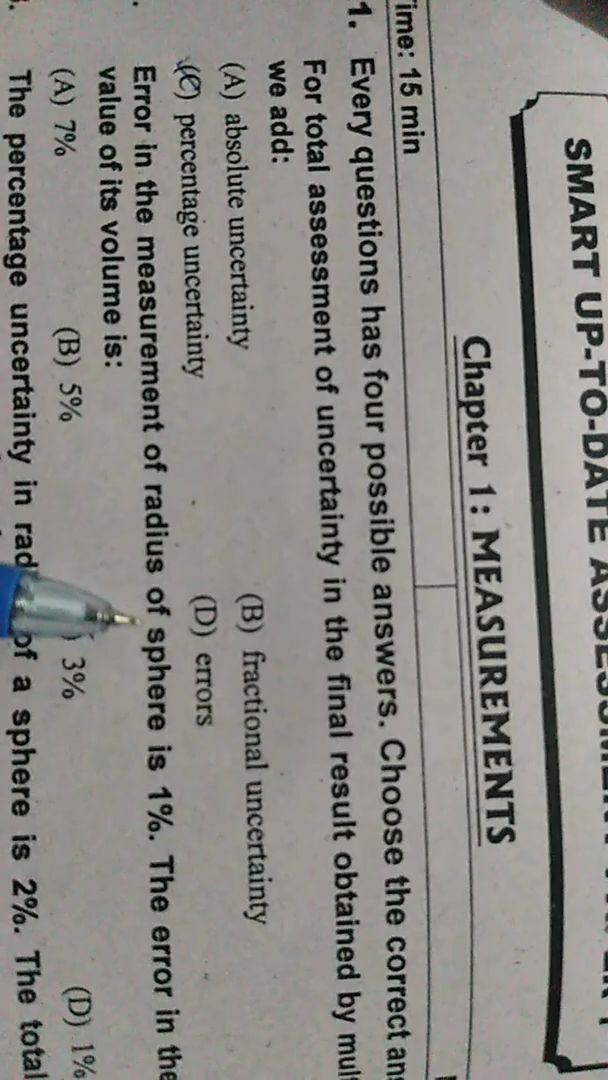 SMART UP-TO-DATE
Chapter 1: MEASUREMENTS
ime: 15 min
1. Every questions has four possible answers. Choose the correct
For total assessment of uncertainty in the final result obtained by
we add:
(A) absolute uncertainty (B) fractional uncertainty
(C) percentage uncertainty (D) errors
Error in the measurement of radius of sphere is 1%. The error in the
value of its volume is:
(A) 7% (B) 5% 3% (D) 1%
The percentage uncertainty in of a sphere is 2%. The total